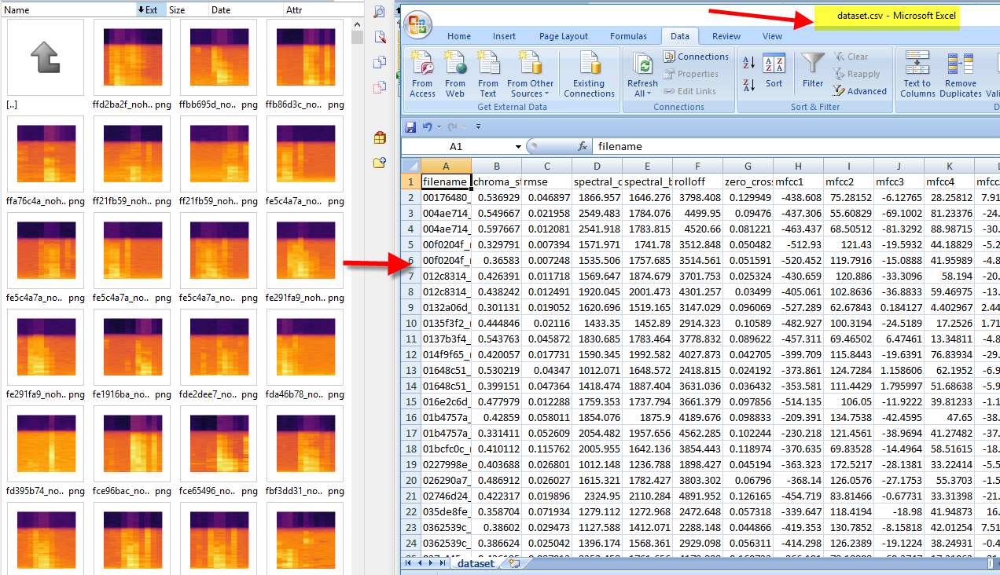 Name Ext Size Date Attr
[..] ffd2ba2f_noh.. png ffbb695d_no.. png ffb86d3c_no.. png
ffa76c4a_noh.. png ff21fb59_noh.. png ff21fb59_noh.. png fe5c4a7a_no.. png
fe5c4a7a_no.. png fe5c4a7a_no.. png fe5c4a7a_no.. png fe291fa9_noh.. png
fe291fa9_noh.. png fe1916ba_no.. png fde2dee7_no.. png fda46b78_no.. png
fd395b74_no.. png fce96bac_no.. png fce65496_no.. png fbf3dd31_no.. png
dataset.csv - Microsoft Excel
Home Insert Page Layout Formulas Data Review View
From Access From Web From Text From Other Sources Existing Connections
Get External Data
Refresh All Connections Properties Edit Links
Connections
Sort Filter Clear Reapply Advanced
Sort & Filter
Text to Columns Remove Duplicates
A1 fx filename
A B C D E F G H I J K
1 filename chroma_st rmse spectral_c spectral_b rolloff zero_cross mfcc1 mfcc2 mfcc3 mfcc4
2 00176480_ 0.536929 0.046897 1866.957 1646.276 3798.408 0.129949 -438.608 75.28152 -6.12765 28.25812 7.91
3 004ae714_ 0.549667 0.021958 2549.483 1784.076 4499.95 0.09476 -437.306 55.60829 -69.1002 81.23376 -24.
4 004ae714_ 0.597667 0.012081 2541.918 1783.815 4520.66 0.081221 -463.437 68.50512 -81.3292 88.98715 -30.
5 00f0204f_ 0.329791 0.007394 1571.971 1741.78 3512.848 0.050482 -512.93 121.43 -19.5932 44.18829 -5.2
6 00f0204f_ 0.36583 0.007248 1535.506 1757.685 3514.561 0.051591 -520.452 119.7916 -15.0888 41.95989 -4.8
7 012c8314_ 0.426391 0.011718 1569.647 1874.679 3701.753 0.025324 -430.659 120.886 -33.3096 58.194 -20.
8 012c8314_ 0.438242 0.012491 1920.045 2001.473 4301.257 0.03499 -405.061 102.8636 -36.8833 59.46975 -13.
9 0132a06d_ 0.301131 0.019052 1620.696 1519.165 3147.029 0.096069 -527.289 62.67843 0.184127 4.402967 2.44
10 0135f3f2_ 0.444846 0.02116 1433.35 1452.89 2914.323 0.10589 -482.927 100.3194 -24.5189 17.2526 1.71
11 0137b3f4_ 0.543763 0.045872 1830.685 1783.464 3778.832 0.089622 -457.311 69.46502 6.47461 13.34811 -4.8
12 014f9f65_ 0.420057 0.017731 1590.345 1992.582 4027.873 0.042705 -399.709 115.8443 -19.6391 76.83934 -29.
13 01648c51_ 0.530219 0.04347 1012.071 1648.572 2418.815 0.024192 -373.861 124.7284 1.158606 62.1952 -6.9
14 01648c51_ 0.399151 0.047364 1418.474 1887.404 3631.036 0.036432 -353.581 111.4429 1.795997 51.68638 -5.9
15 016e2c6d_ 0.477979 0.012288 1759.353 1737.794 3661.379 0.097856 -514.135 106.05 -11.9222 39.81233 -1.1
16 01b4757a_ 0.42859 0.058011 1854.076 1875.9 4189.676 0.098833 -209.391 134.7538 -42.4595 47.65 -38.
17 01b4757a_ 0.331411 0.052609 2054.482 1957.656 4562.285 0.102244 -230.218 121.4561 -38.9694 41.27482 -37.
18 01bcfc0c_ 0.410112 0.115762 2005.955 1642.136 3854.443 0.118974 -370.635 69.83528 -14.4964 58.51615 -18.
19 0227998e_ 0.403688 0.026801 1012.148 1236.788 1898.427 0.045194 -363.323 172.5217 -28.1381 33.22414 -5.5
20 026290a7_ 0.486912 0.026027 1615.321 1782.427 3803.302 0.06796 -368.14 126.0576 -27.1753 55.3703 -1.5
21 02746d24_ 0.422317 0.019896 2324.95 2110.284 4891.952 0.126165 -454.719 83.81466 -0.67731 33.31398 -21.
22 035de8fe_ 0.358704 0.071934 1279.112 1272.968 2472.648 0.057318 -339.647 118.4194 -18.98 41.94873 16.
23 0362539c_ 0.38602 0.029473 1127.588 1412.071 2288.148 0.044866 -419.353 130.7852 -8.15818 42.01254 7.51
24 0362539c_ 0.386624 0.025042 1396.174 1568.361 2929.098 0.056311 -414.298 126.2389 -19.1224 38.24931 -0.4
dataset